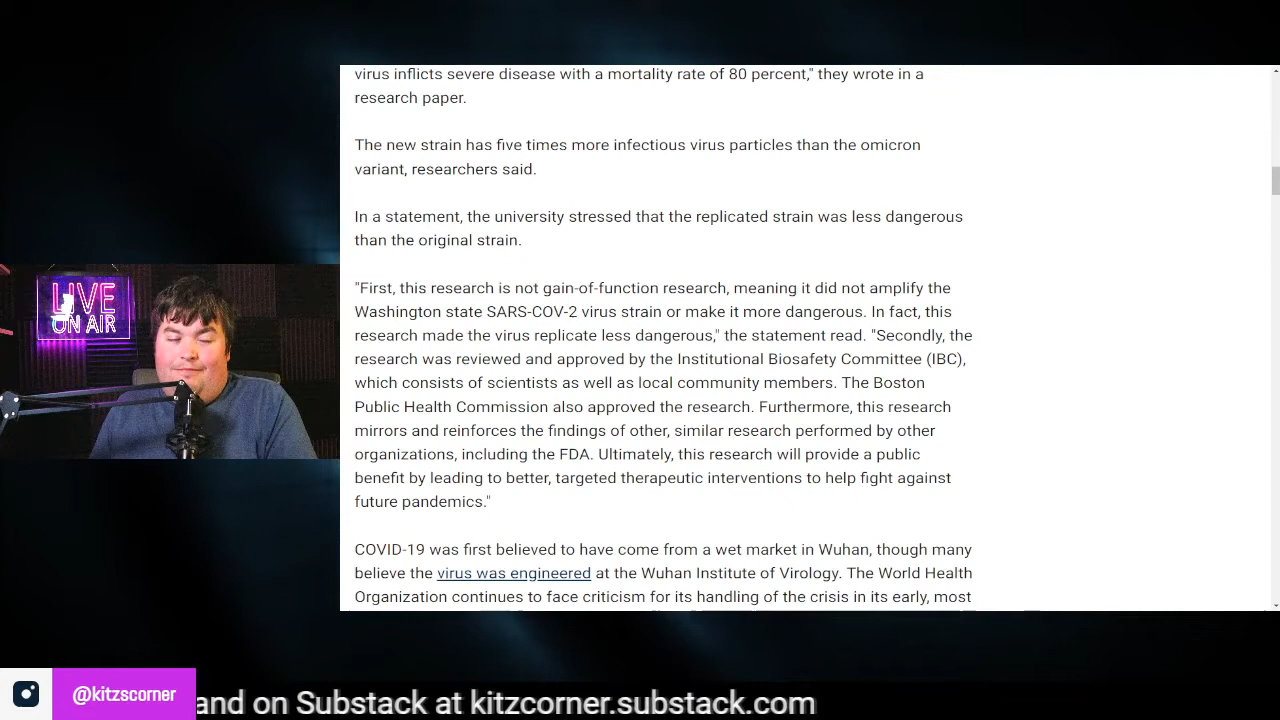 virus inflicts severe disease with a mortality rate of 80 percent," they wrote in a
research paper.
The new strain has five times more infectious virus particles than the omicron
variant, researchers said.
In a statement, the university stressed that the replicated strain was less dangerous
than the original strain.
"First, this research is not gain-of-function research, meaning it did not amplify the
Washington state SARS-COV-2 virus strain or make it more dangerous. In fact, this
research made the virus replicate less dangerous," the statement read. "Secondly, the
research was reviewed and approved by the Institutional Biosafety Committee (IBC),
which consists of scientists as well as local community members. The Boston
Public Health Commission also approved the research. Furthermore, this research
mirrors and reinforces the findings of other, similar research performed by other
organizations, including the FDA. Ultimately, this research will provide a public
benefit by leading to better, targeted therapeutic interventions to help fight against
future pandemics."
COVID-19 was first believed to have come from a wet market in Wuhan, though many
believe the virus was engineered at the Wuhan Institute of Virology. The World Health
Organization continues to face criticism for its handling of the crisis in its early, most
LIVE
ON AIR
@kitzscorner
and on Substack at kitzcorner.substack.com